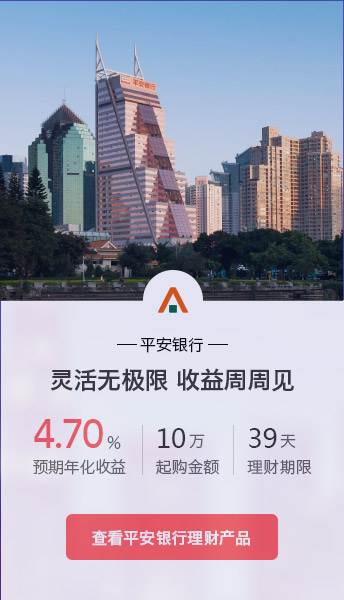 平安银行
平安银行
灵活无极限 收益周周见
4.70% 10万 39天
预期年化收益 起购金额 理财期限
查看平安银行理财产品